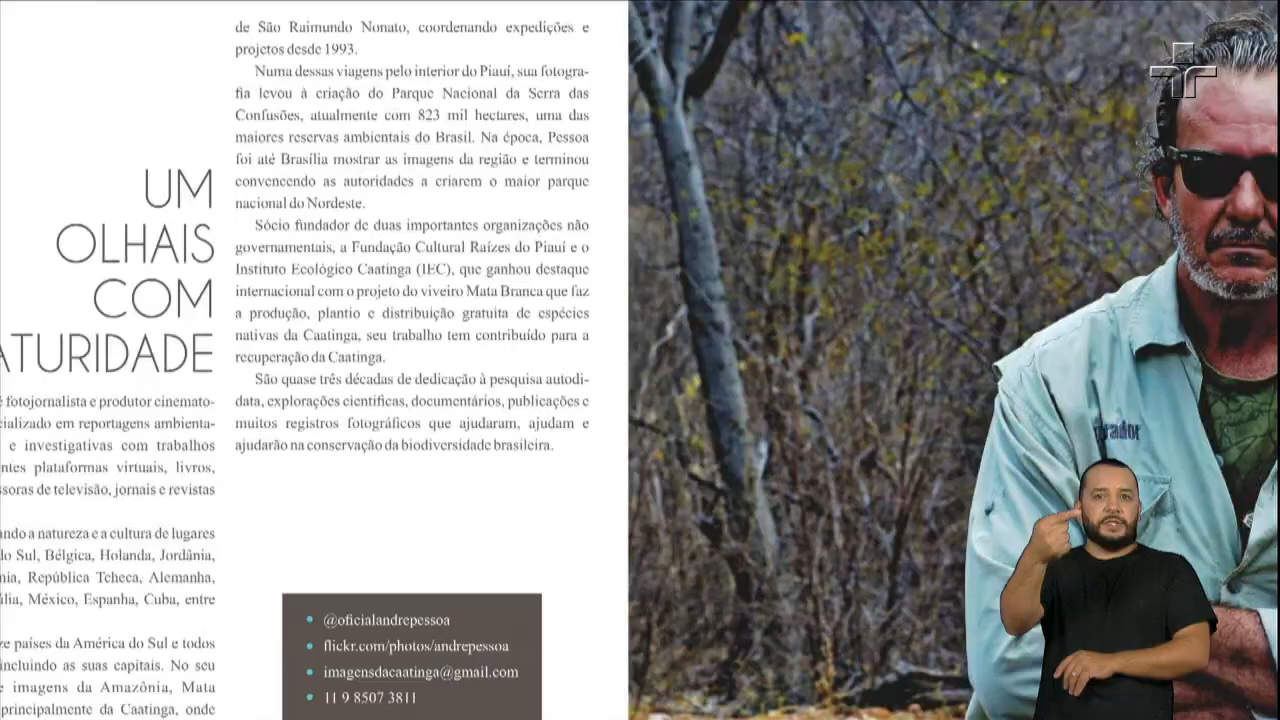 UM
OLHAIS
COM
ATURIDADE
é fotojornalista e produtor cinemato-
cializado em reportagens ambienta-
e investigativas com trabalhos
ntes plataformas virtuais, livros,
ssoras de televisão, jornais e revistas
ando a natureza e a cultura de lugares
do Sul, Bélgica, Holanda, Jordânia,
nia, República Tcheca, Alemanha,
ília, México, Espanha, Cuba, entre
ze países da América do Sul e todos
incluindo as suas capitais. No seu
e imagens da Amazônia, Mata
principalmente da Caatinga, onde
de São Raimundo Nonato, coordenando expedições e
projetos desde 1993.
Numa dessas viagens pelo interior do Piauí, sua fotogra-
fia levou à criação do Parque Nacional da Serra das
Confusões, atualmente com 823 mil hectares, uma das
maiores reservas ambientais do Brasil. Na época, Pessoa
foi até Brasília mostrar as imagens da região e terminou
convencendo as autoridades a criarem o maior parque
nacional do Nordeste.
Sócio fundador de duas importantes organizações não
governamentais, a Fundação Cultural Raízes do Piauí e o
Instituto Ecológico Caatinga (IEC), que ganhou destaque
internacional com o projeto do viveiro Mata Branca que faz
a produção, plantio e distribuição gratuita de espécies
nativas da Caatinga, seu trabalho tem contribuído para a
recuperação da Caatinga.
São quase três décadas de dedicação à pesquisa autodi-
data, explorações científicas, documentários, publicações e
muitos registros fotográficos que ajudaram, ajudam e
ajudarão na conservação da biodiversidade brasileira.
• @oficialandrepessoa
• flickr.com/photos/andrepessoa
• imagensdacaatinga@gmail.com
• 11 9 8507 3811